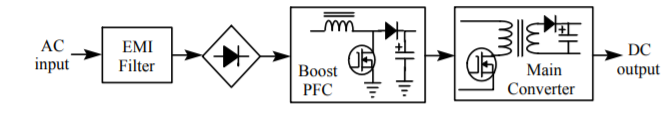 AC
input
EMI
Filter
Boost
PFC
+
+
Main
Converter
DC
output